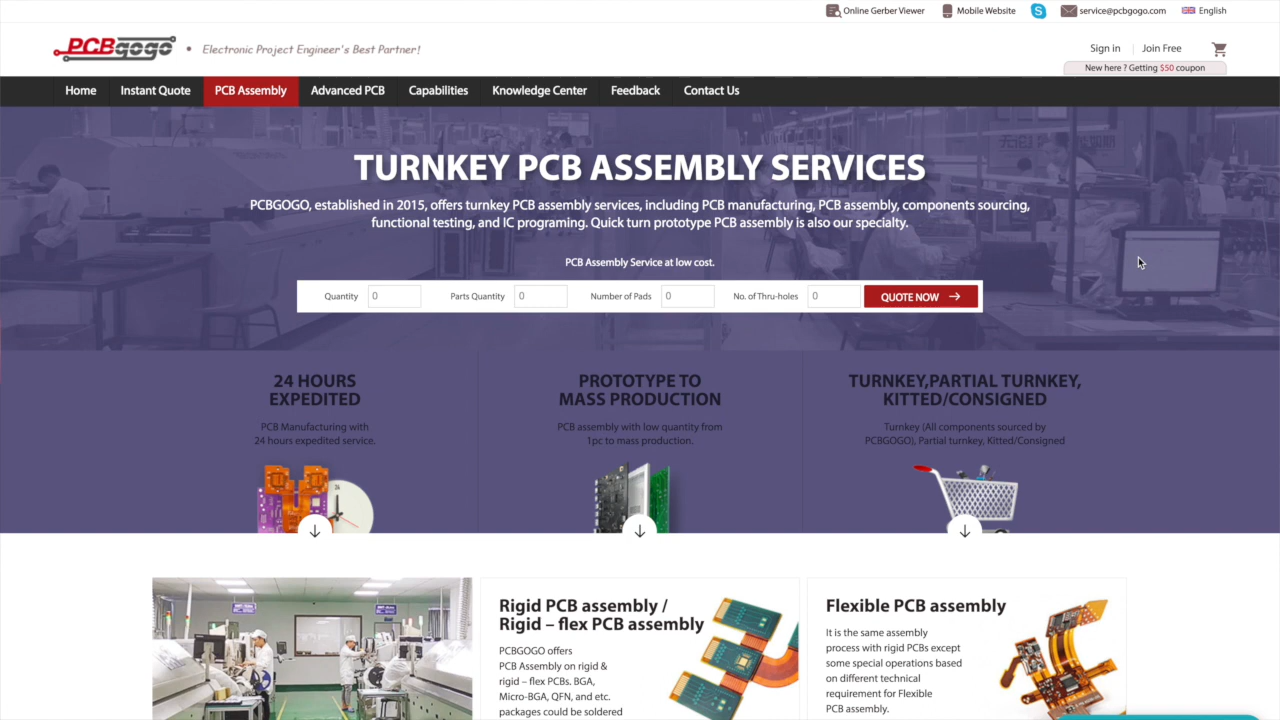 Online Gerber Viewer
Mobile Website
service@pcbgogo.com
English
PCBgogo
Electronic Project Engineer's Best Partner!
Sign in
Join Free
New here ? Getting $50 coupon
Home
Instant Quote
PCB Assembly
Advanced PCB
Capabilities
Knowledge Center
Feedback
Contact Us
TURNKEY PCB ASSEMBLY SERVICES
PCBGOGO, established in 2015, offers turnkey PCB assembly services, including PCB manufacturing, PCB assembly, components sourcing,
functional testing, and IC programing. Quick turn prototype PCB assembly is also our specialty.
PCB Assembly Service at low cost.
Quantity 0
Parts Quantity 0
Number of Pads 0
No. of Thru-holes 0
QUOTE NOW
24 HOURS
EXPEDITED
PCB Manufacturing with
24 hours expedited service.
PROTOTYPE TO
MASS PRODUCTION
PCB assembly with low quantity from
1pc to mass production.
TURNKEY,PARTIAL TURNKEY,
KITTED/CONSIGNED
Turnkey (All components sourced by
PCBGOGO), Partial turnkey, Kitted/Consigned
Rigid PCB assembly /
Rigid – flex PCB assembly
PCBGOGO offers
PCB Assembly on rigid &
rigid – flex PCBs. BGA,
Micro-BGA, QFN, and etc.
packages could be soldered
Flexible PCB assembly
It is the same assembly
process with rigid PCBs except
some special operations based
on different technical
requirement for Flexible
PCB assembly.